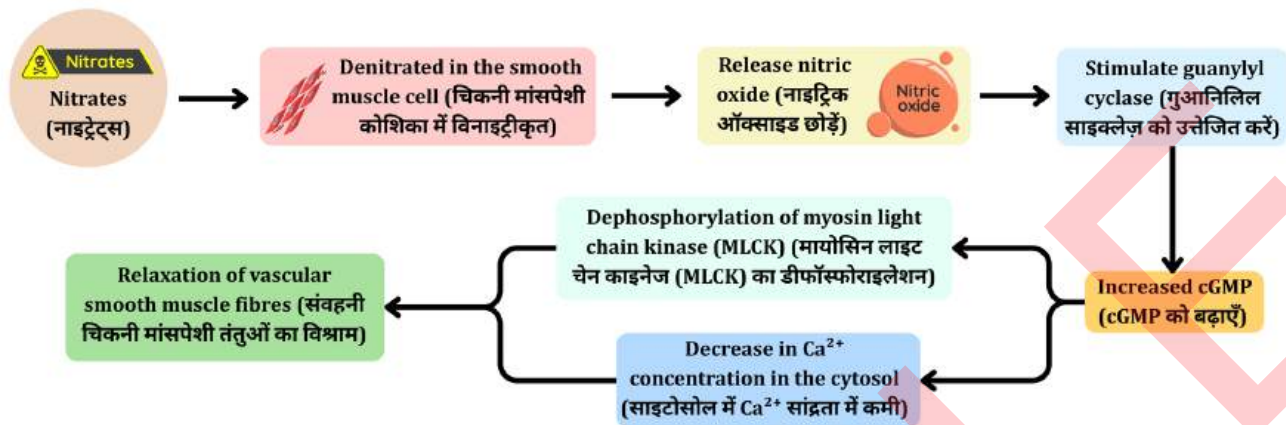 Nitrates
Nitrates
(नाइट्रेट्स)
Denitrated in the smooth
muscle cell (चिकनी मांसपेशी
कोशिका में विनाइट्रीकृत)
Release nitric
oxide (नाइट्रिक
ऑक्साइड छोड़ें)
Nitric
oxide
Stimulate guanylyl
cyclase (गुआनिलिल
साइक्लेज़ को उत्तेजित करें)
Increased cGMP
(cGMP को बढ़ाएँ)
Dephosphorylation of myosin light
chain kinase (MLCK) (मायोसिन लाइट
चेन काइनेज (MLCK) का डीफॉस्फोराइलेशन)
Decrease in Ca²⁺
concentration in the cytosol
(साइटोसोल में Ca²⁺ सांद्रता में कमी)
Relaxation of vascular
smooth muscle fibres (संवहनी
चिकनी मांसपेशी तंतुओं का विश्राम)